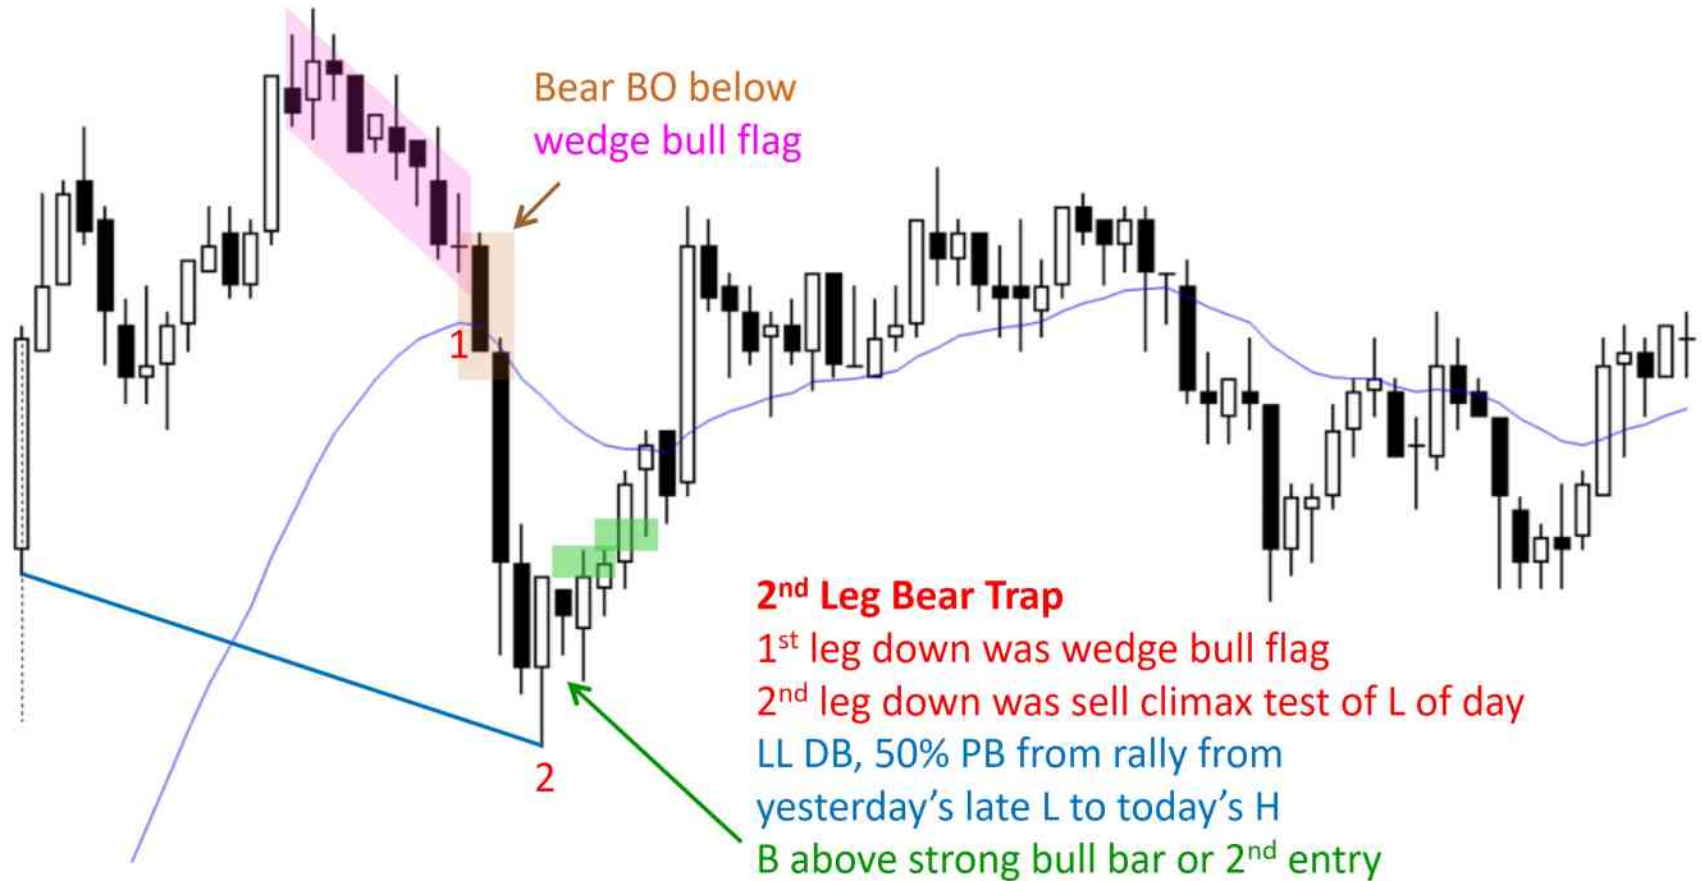 Bear BO below
wedge bull flag
1
2
2nd Leg Bear Trap
1st leg down was wedge bull flag
2nd leg down was sell climax test of L of day
LL DB, 50% PB from rally from
yesterday’s late L to today’s H
B above strong bull bar or 2nd entry